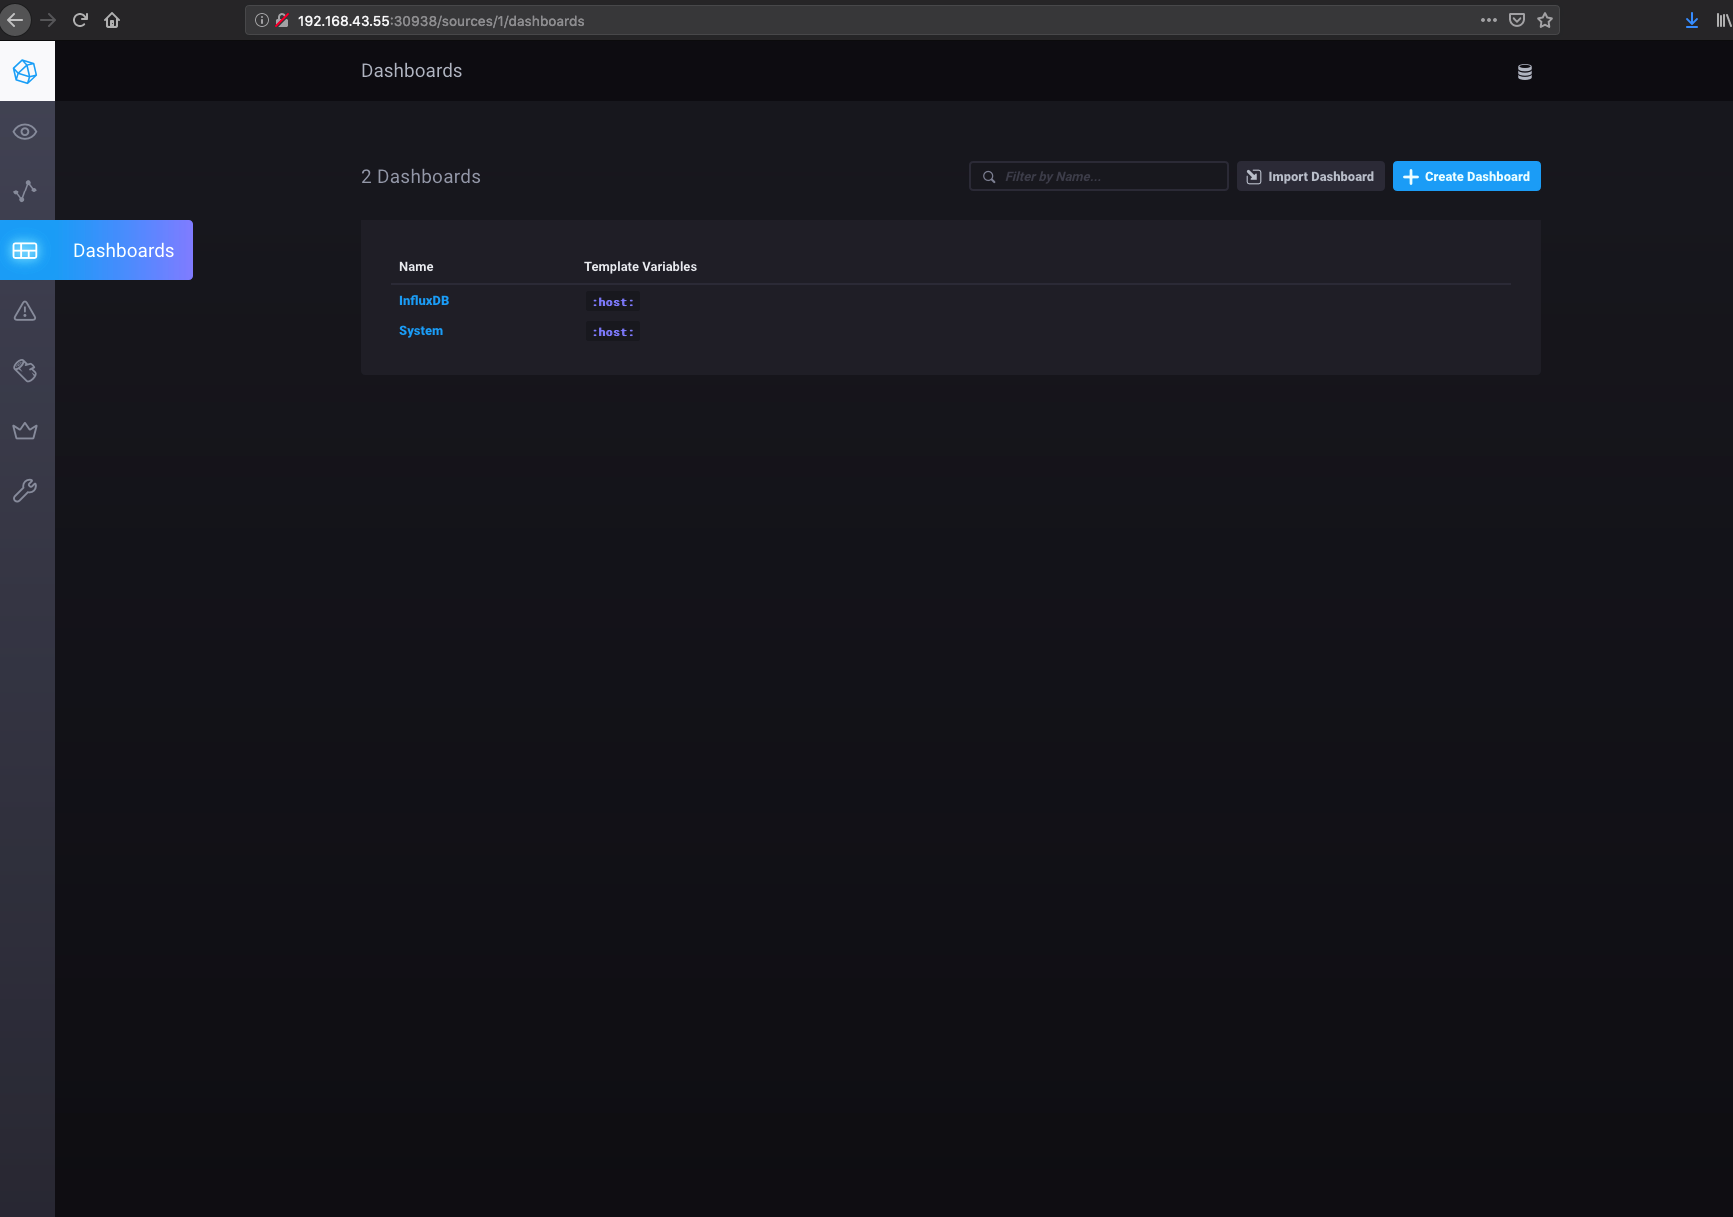 192.168.43.55:30938/sources/1/dashboards
Dashboards
2 Dashboards
Filter by Name...
Import Dashboard
Create Dashboard
Dashboards
Name Template Variables
InfluxDB :host:
System :host: